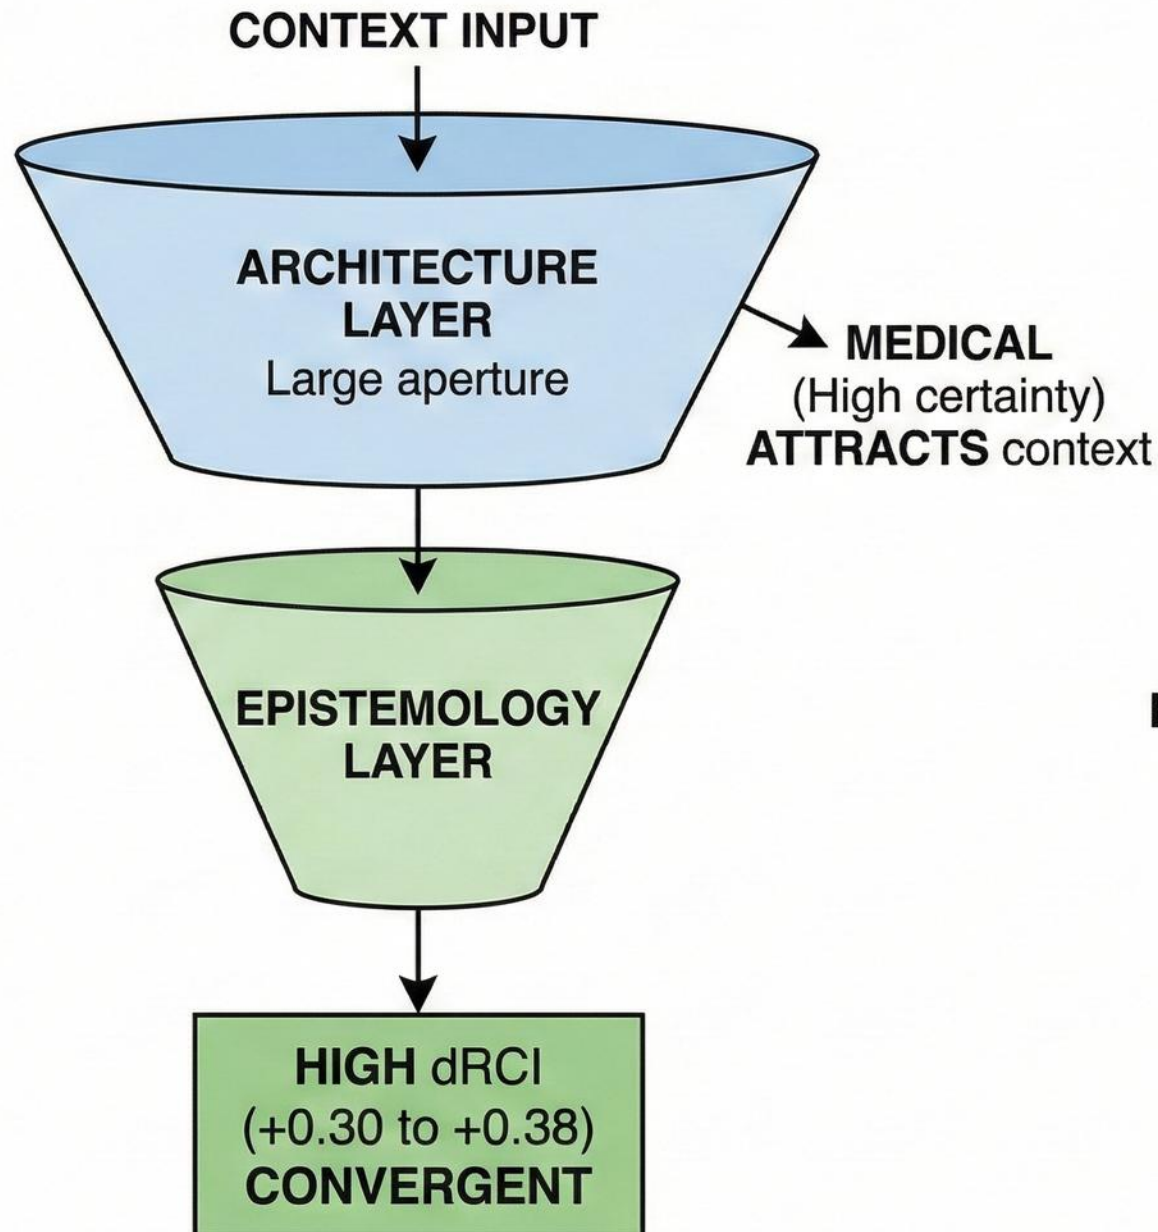 CONTEXT INPUT
ARCHITECTURE
LAYER
Large aperture
MEDICAL
(High certainty)
ATTRACTS context
EPISTEMOLOGY
LAYER
HIGH dRCI
(+0.30 to +0.38)
CONVERGENT